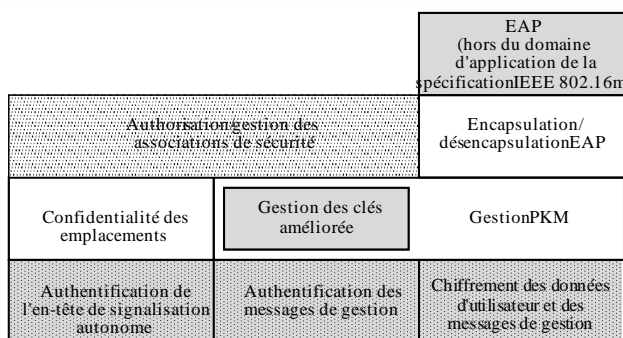 EAP
(hors du domaine
d'application de la
spécificationIEEE 802.16m
Authorisation/gestion des
associations de sécurité
Encapsulation/
désencapsulationEAP
Confidentialité des
emplacements
Gestion des clés
améliorée
GestionPKM
Authentification de
l'en-tête de signalisation
autonome
Authentification des
messages de gestion
Chiffrement des données
d'utilisateur et des
messages de gestion